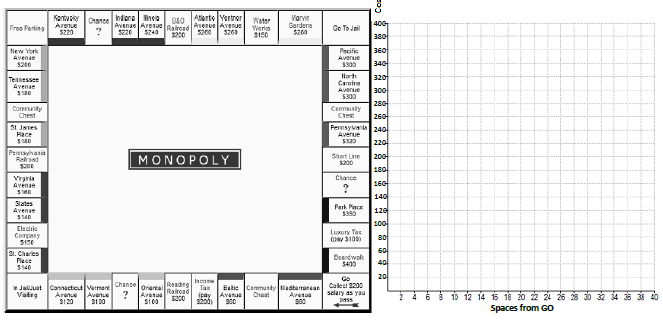 Free Parking
Kentucky
Avenue
$220
Chance
?
Indiana
Avenue
$220
Illinois
Avenue
$240
B&O
Railroad
$200
Atlantic
Avenue
$260
Ventnor
Avenue
$260
Water
Works
$150
Marvin
Gardens
$280
Go To Jail
New York
Avenue
$200
Tennessee
Avenue
$180
Community
Chest
St. James
Place
$180
Pennsylvania
Railroad
$200
Virginia
Avenue
$160
States
Avenue
$140
Electric
Company
$150
St. Charles
Place
$140
MONOPOLY
Pacific
Avenue
$300
North
Carolina
Avenue
$300
Community
Chest
Pennsylvania
Avenue
$320
Short Line
$200
Chance
?
Park Place
$350
Luxury Tax
(pay $100)
Boardwalk
$400
In Jail/Just
Visiting
Connecticut
Avenue
$120
Vermont
Avenue
$100
Chance
?
Oriental
Avenue
$100
Reading
Railroad
$200
Income
Tax
(pay
$200)
Baltic
Avenue
$60
Community
Chest
Mediterranean
Avenue
$60
Go
Collect $200
salary as you
pass
400
380
360
340
320
300
280
260
240
220
200
180
160
140
120
100
80
60
40
20
2 4 6 8 10 12 14 16 18 20 22 24 26 28 30 32 34 36 38 40
Spaces from GO